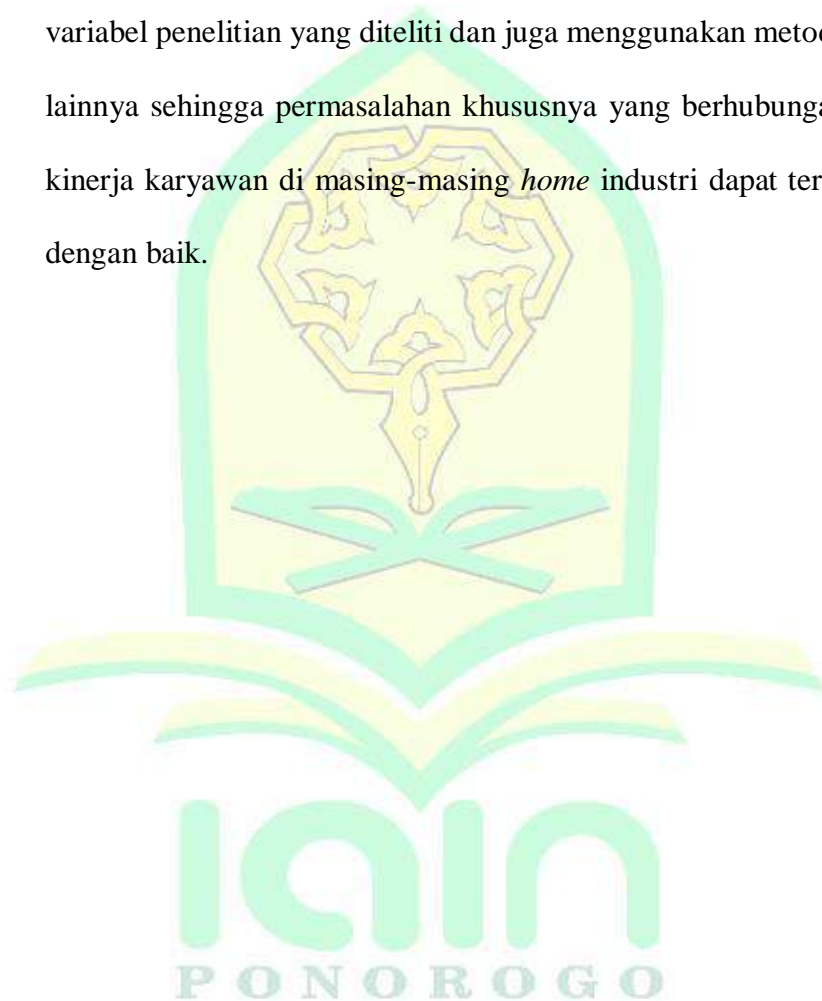 variabel penelitian yang diteliti dan juga menggunakan
lainnya sehingga permasalahan khususnya yang
kinerja karyawan di masing-masing home industri dapat
dengan baik.
iain
PONOROGO